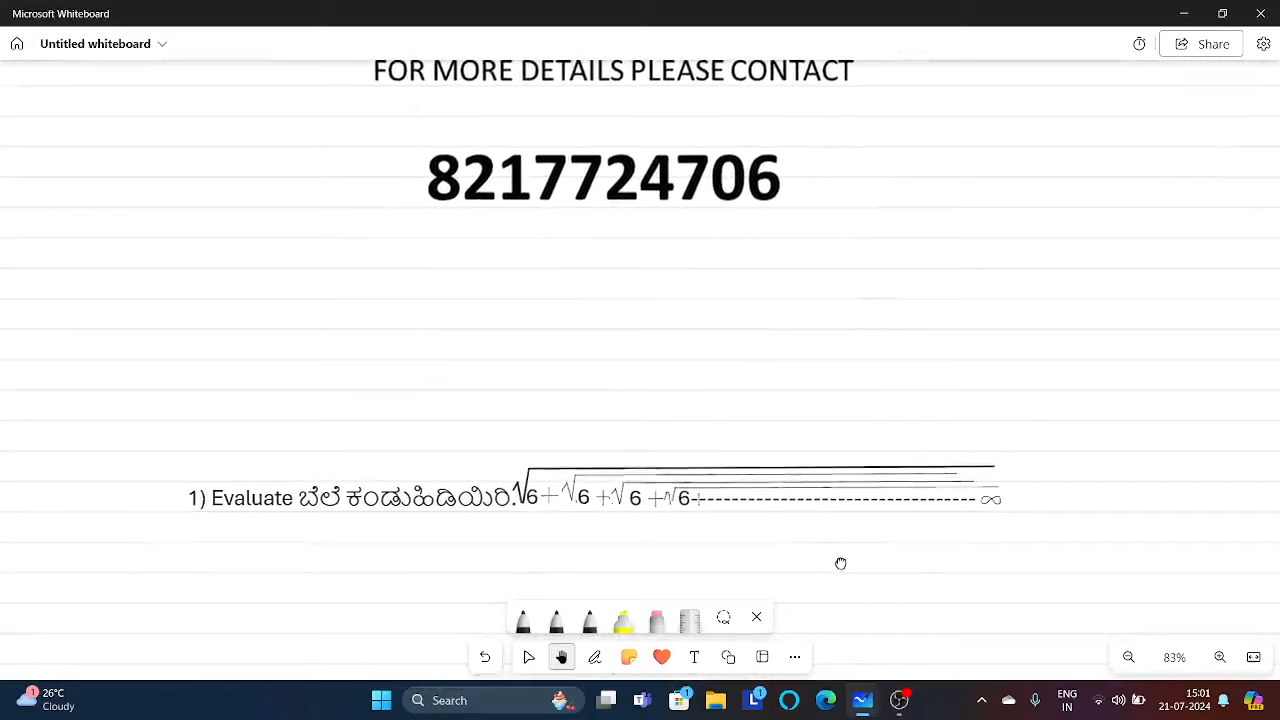 Microsoft Whiteboard
Untitled whiteboard
Share
FOR MORE DETAILS PLEASE CONTACT
8217724706
1) Evaluate ಬೆಲೆ ಕಂಡುಹಿಡಿಯಿರಿ.√6+√6+√6+√6+----------------------------------- ∞
83%
1
26°C
Cloudy
Search
ENG
IN
15:01
21-07-2024